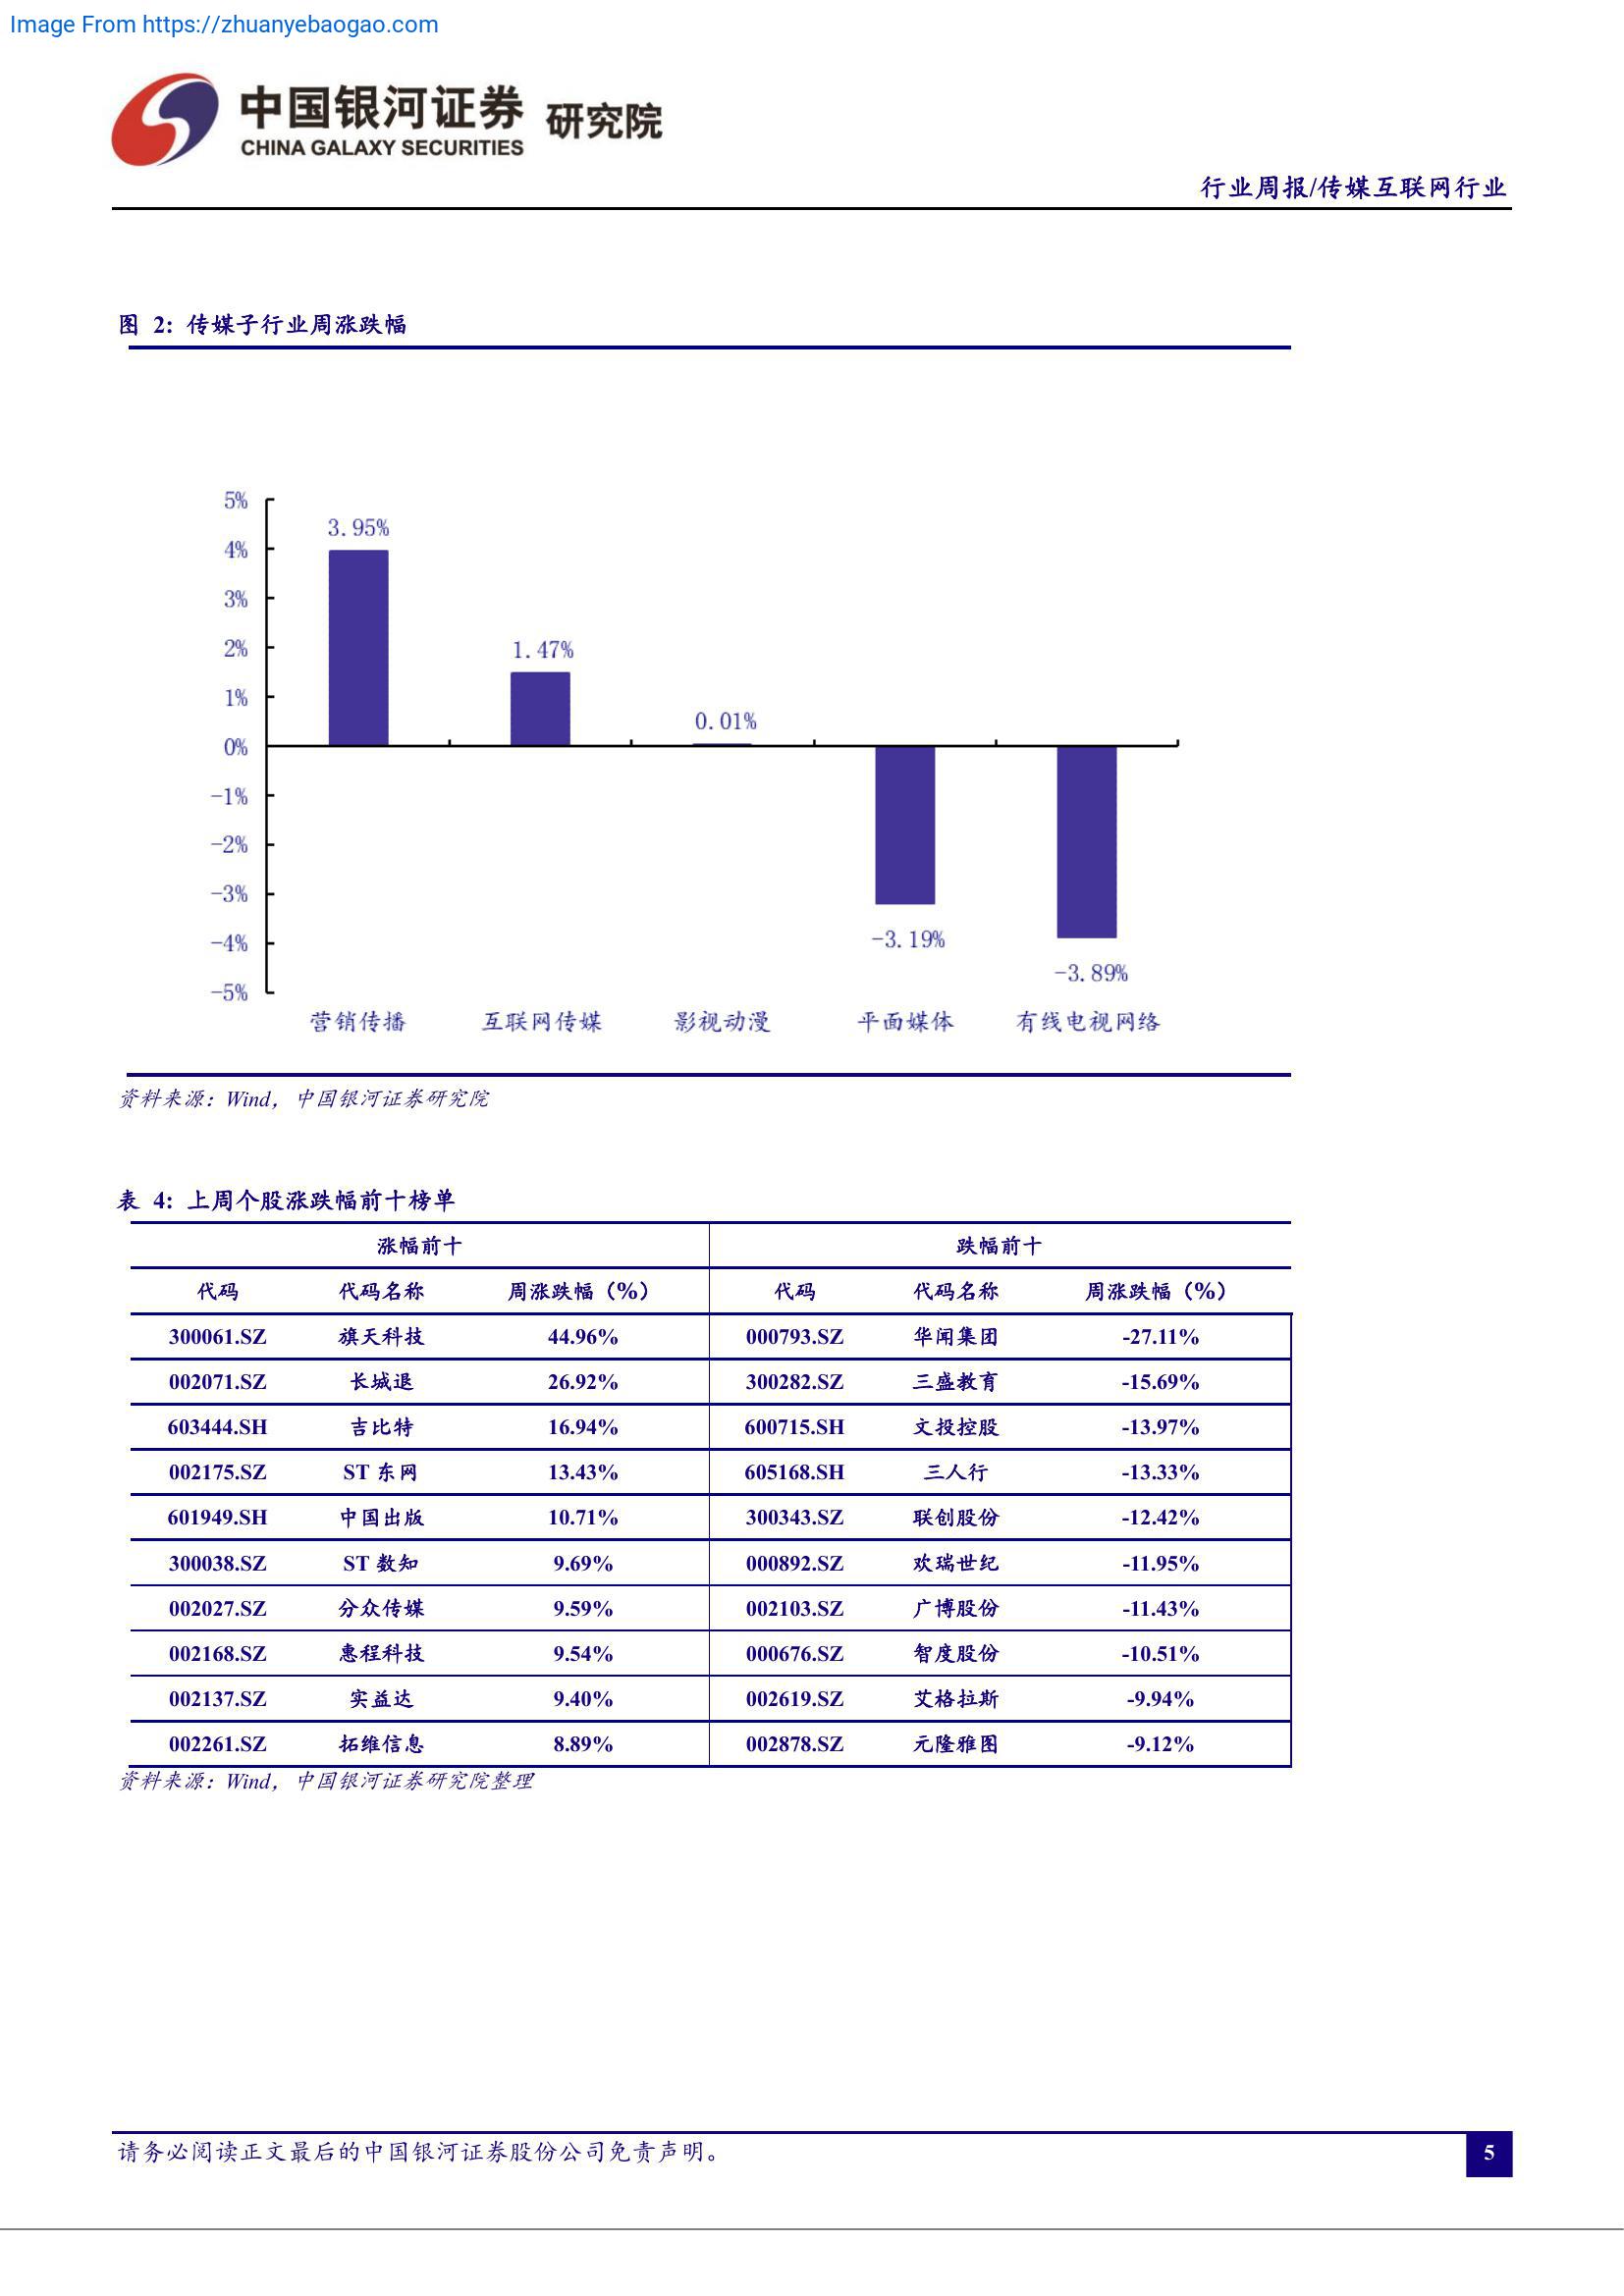 Image From https://zhuanyebaogao.com
中国银河证券 研究院
CHINA GALAXY SECURITIES
行业周报/传媒互联网行业
图 2: 传媒子行业周涨跌幅
5%
4%
3%
2%
1%
0%
-1%
-2%
-3%
-4%
-5%
3.95%
1.47%
0.01%
-3.19%
-3.89%
营销传播 互联网传媒 影视动漫 平面媒体 有线电视网络
资料来源：Wind，中国银河证券研究院
表 4: 上周个股涨跌幅前十榜单
涨幅前十 跌幅前十
代码 代码名称 周涨跌幅（%） 代码 代码名称 周涨跌幅（%）
300061.SZ 旗天科技 44.96% 000793.SZ 华闻集团 -27.11%
002071.SZ 长城退 26.92% 300282.SZ 三盛教育 -15.69%
603444.SH 吉比特 16.94% 600715.SH 文投控股 -13.97%
002175.SZ ST 东网 13.43% 605168.SH 三人行 -13.33%
601949.SH 中国出版 10.71% 300343.SZ 联创股份 -12.42%
300038.SZ ST 数知 9.69% 000892.SZ 欢瑞世纪 -11.95%
002027.SZ 分众传媒 9.59% 002103.SZ 广博股份 -11.43%
002168.SZ 惠程科技 9.54% 000676.SZ 智度股份 -10.51%
002137.SZ 实益达 9.40% 002619.SZ 艾格拉斯 -9.94%
002261.SZ 拓维信息 8.89% 002878.SZ 元隆雅图 -9.12%
资料来源：Wind，中国银河证券研究院整理
请务必阅读正文最后的中国银河证券股份公司免责声明。
5